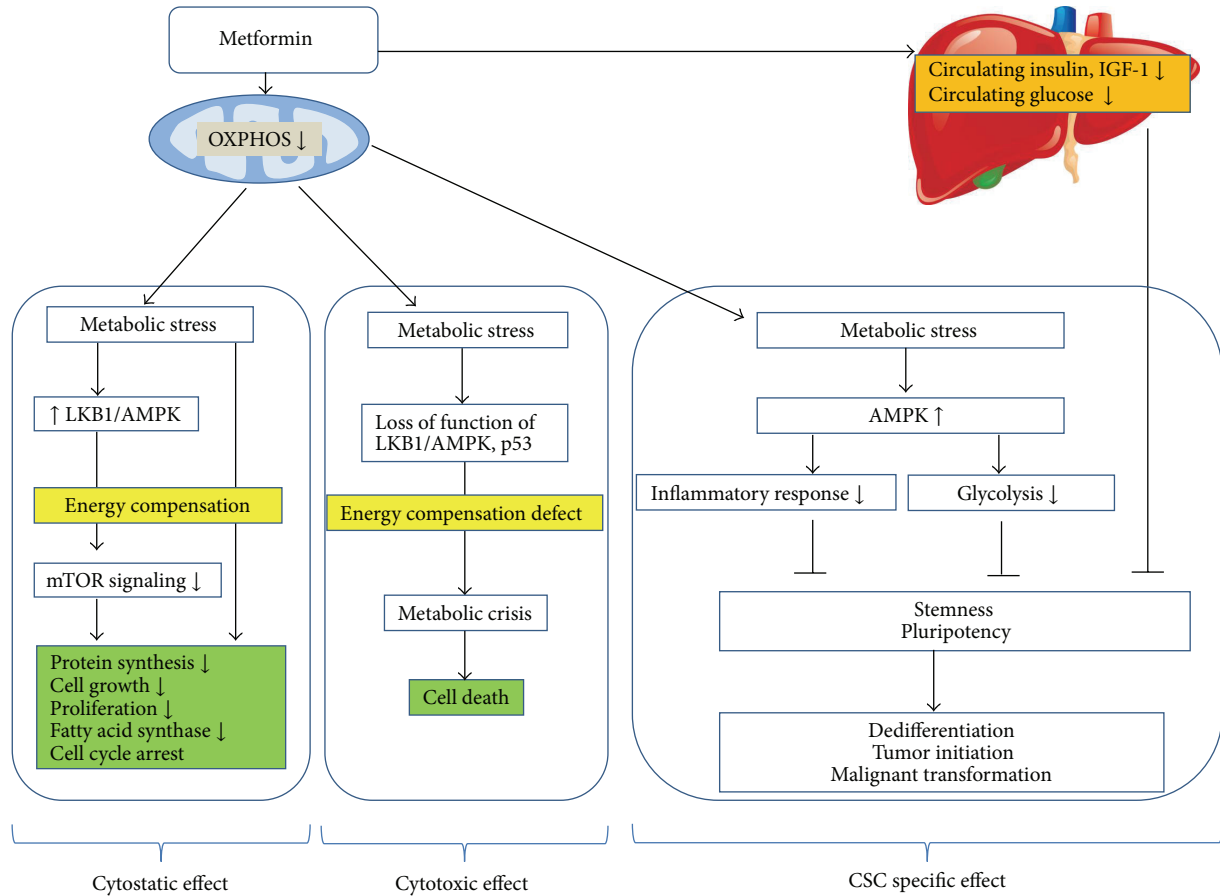 Metformin
Circulating insulin, IGF-1 ↓
Circulating glucose ↓
OXPHOS ↓
Metabolic stress
↑ LKB1/AMPK
Energy compensation
mTOR signaling ↓
Protein synthesis ↓
Cell growth ↓
Proliferation ↓
Fatty acid synthase ↓
Cell cycle arrest
Cytostatic effect
Metabolic stress
Loss of function of
LKB1/AMPK, p53
Energy compensation defect
Metabolic crisis
Cell death
Cytotoxic effect
Metabolic stress
AMPK ↑
Inflammatory response ↓
Glycolysis ↓
Stemness
Pluripotency
Dedifferentiation
Tumor initiation
Malignant transformation
CSC specific effect